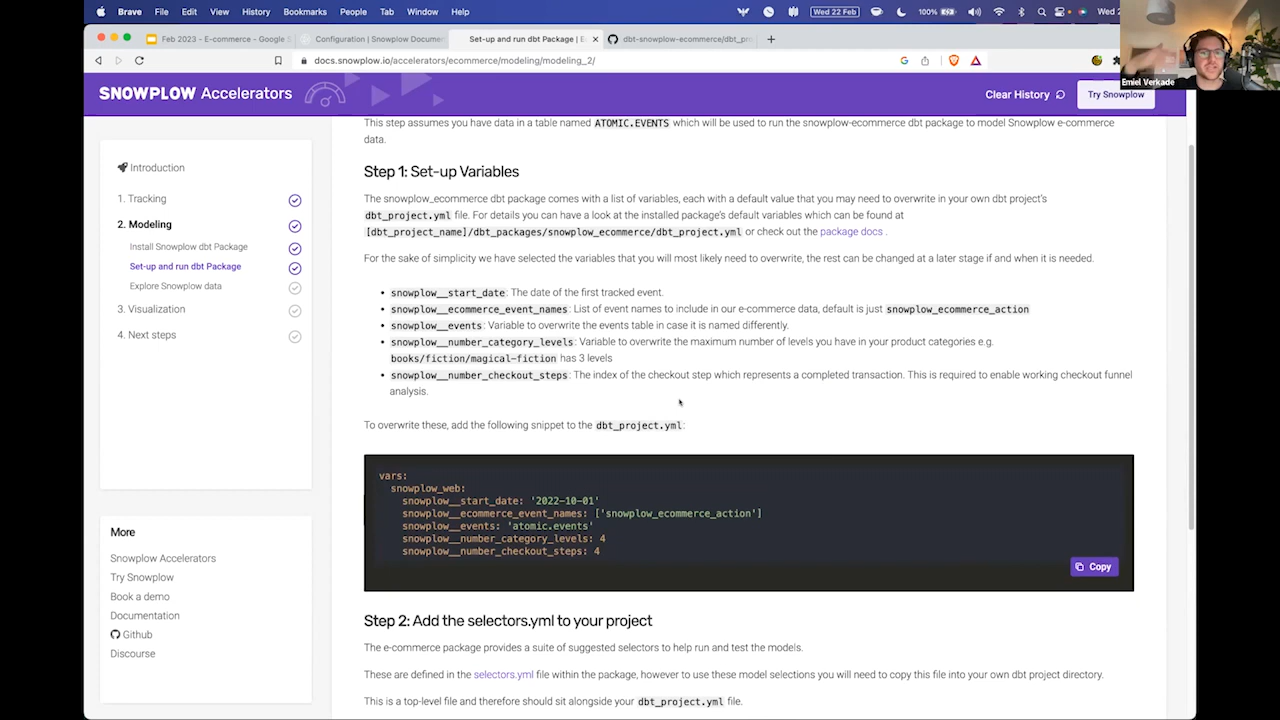 Brave File Edit View History Bookmarks People Tab Window Help
Wed 22 Feb 100% Wed 2
Feb 2023 - E-commerce - Google S
Configuration | Snowplow Documen
Set-up and run dbt Package | E
dbt-snowplow-ecommerce/dbt_pro
docs.snowplow.io/accelerators/ecommerce/modeling/modeling_2/
Emiel Verkade
SNOWPLOW Accelerators
Clear History
Try Snowplow
Introduction
1. Tracking
2. Modeling
Install Snowplow dbt Package
Set-up and run dbt Package
Explore Snowplow data
3. Visualization
4. Next steps
More
Snowplow Accelerators
Try Snowplow
Book a demo
Documentation
Github
Discourse
This step assumes you have data in a table named ATOMIC.EVENTS which will be used to run the snowplow-ecommerce dbt package to model Snowplow e-commerce
data.
Step 1: Set-up Variables
The snowplow_ecommerce dbt package comes with a list of variables, each with a default value that you may need to overwrite in your own dbt project's
dbt_project.yml file. For details you can have a look at the installed package's default variables which can be found at
[dbt_project_name]/dbt_packages/snowplow_ecommerce/dbt_project.yml or check out the package docs .
For the sake of simplicity we have selected the variables that you will most likely need to overwrite, the rest can be changed at a later stage if and when it is needed.
• snowplow__start_date: The date of the first tracked event.
• snowplow__ecommerce_event_names: List of event names to include in our e-commerce data, default is just snowplow_ecommerce_action
• snowplow__events: Variable to overwrite the events table in case it is named differently.
• snowplow__number_category_levels: Variable to overwrite the maximum number of levels you have in your product categories e.g.
books/fiction/magical-fiction has 3 levels
• snowplow__number_checkout_steps: The index of the checkout step which represents a completed transaction. This is required to enable working checkout funnel
analysis.
To overwrite these, add the following snippet to the dbt_project.yml:
vars:
snowplow_web:
snowplow__start_date: '2022-10-01'
snowplow__ecommerce_event_names: ['snowplow_ecommerce_action']
snowplow__events: 'atomic.events'
snowplow__number_category_levels: 4
snowplow__number_checkout_steps: 4
Copy
Step 2: Add the selectors.yml to your project
The e-commerce package provides a suite of suggested selectors to help run and test the models.
These are defined in the selectors.yml file within the package, however to use these model selections you will need to copy this file into your own dbt project directory.
This is a top-level file and therefore should sit alongside your dbt_project.yml file.